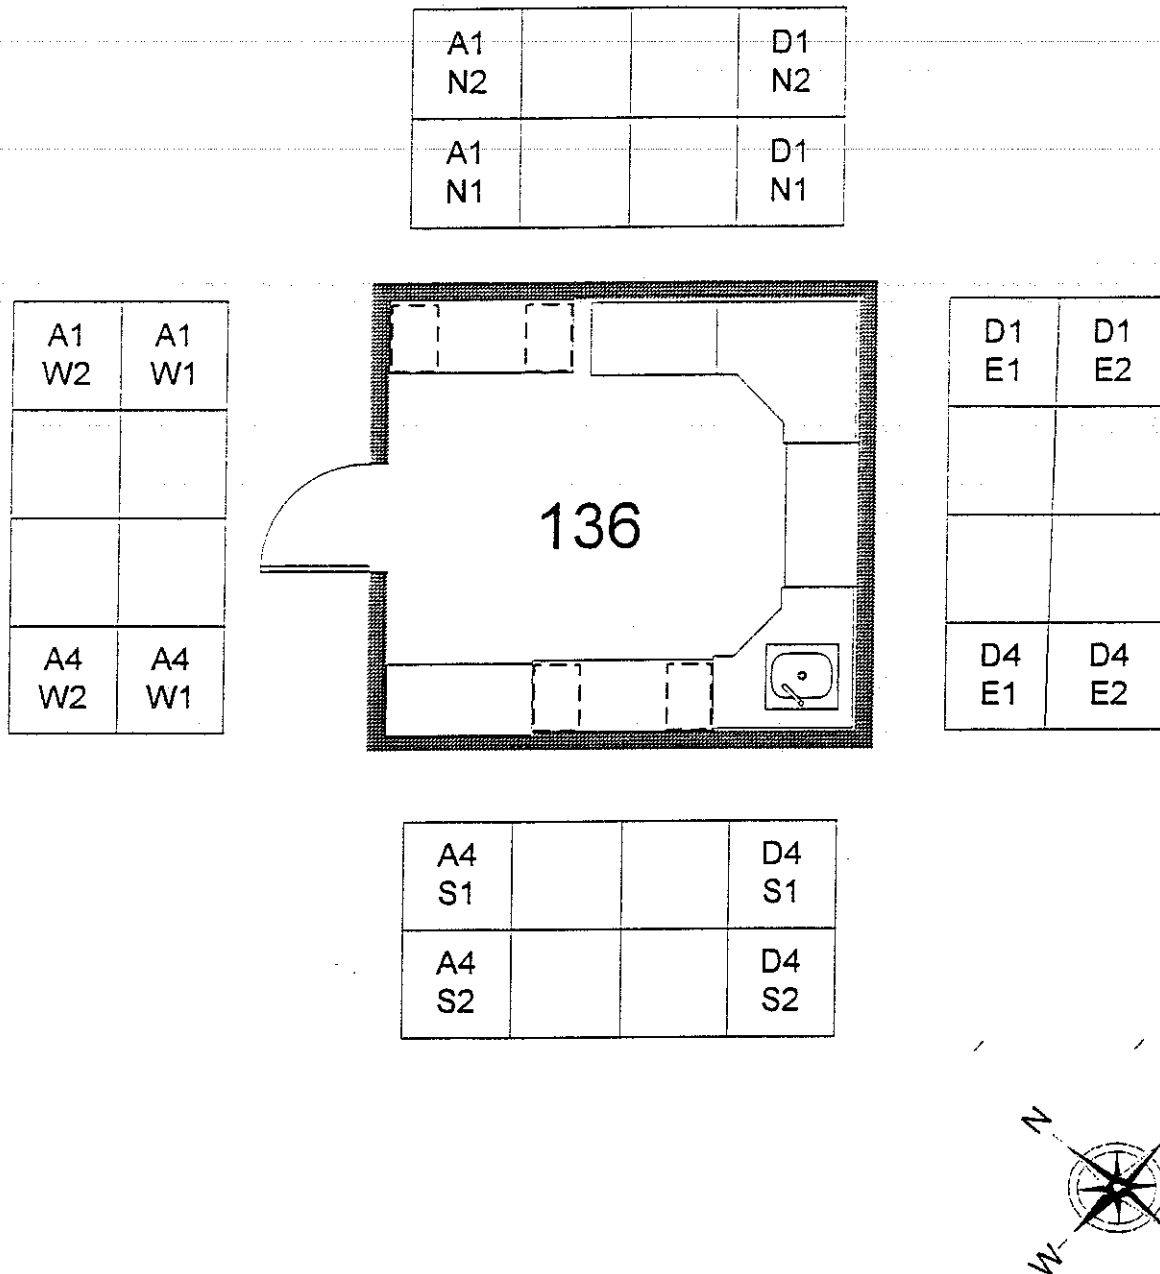 A1 D1
N2 N2
A1 D1
N1 N1
A1 A1
W2 W1
D1 D1
E1 E2
136
A4 A4
W2 W1
D4 D4
E1 E2
A4 D4
S1 S1
A4 D4
S2 S2
N
W